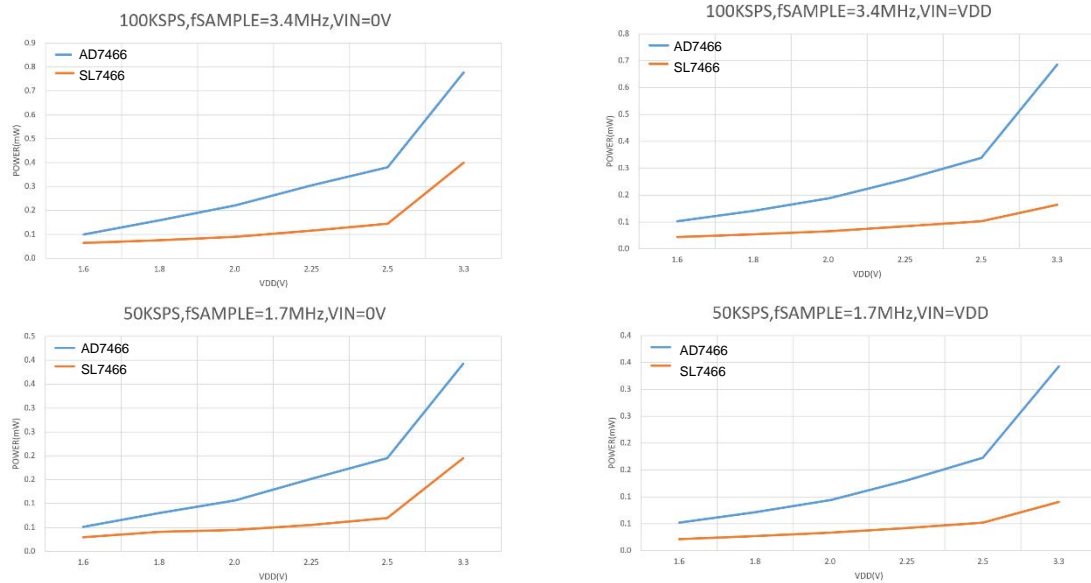 100KSPS,fSAMPLE=3.4MHz,VIN=0V
0.9
0.8
0.7
0.6
0.5
0.4
0.3
0.2
0.1
0.0
POWER(mW)
AD7466
SL7466
1.6 1.8 2.0 2.25 2.5 3.3
VDD(V)
100KSPS,fSAMPLE=3.4MHz,VIN=VDD
0.8
0.7
0.6
0.5
0.4
0.3
0.2
0.1
0.0
POWER(mW)
AD7466
SL7466
1.6 1.8 2.0 2.25 2.5 3.3
VDD(V)
50KSPS,fSAMPLE=1.7MHz,VIN=0V
0.5
0.4
0.4
0.3
0.3
0.2
0.2
0.1
0.1
0.0
POWER(mW)
AD7466
SL7466
1.6 1.8 2.0 2.25 2.5 3.3
VDD(V)
50KSPS,fSAMPLE=1.7MHz,VIN=VDD
0.4
0.4
0.3
0.3
0.2
0.2
0.1
0.1
0.0
POWER(mW)
AD7466
SL7466
1.6 1.8 2.0 2.25 2.5 3.3
VDD(V)